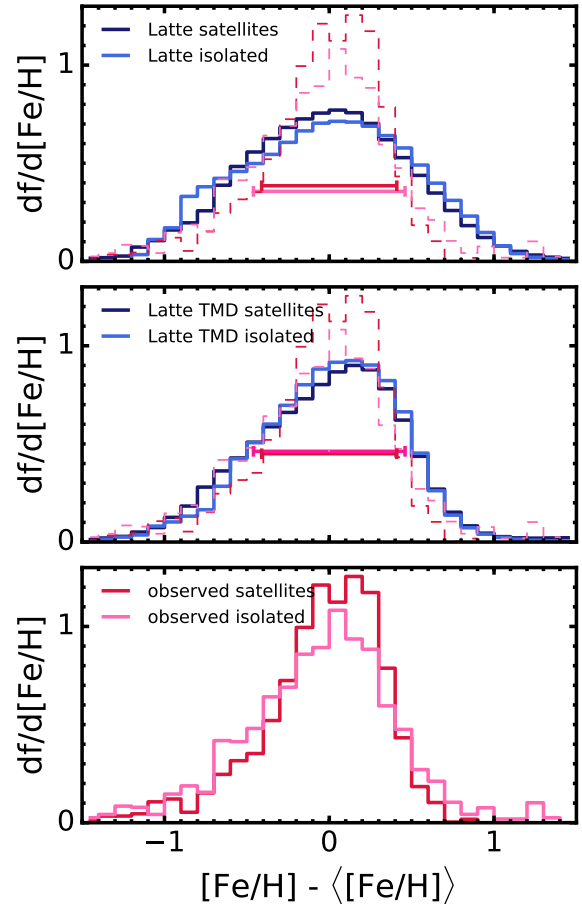 Latte satellites
Latte isolated
1
0
df/d[Fe/H]
Latte TMD satellites
Latte TMD isolated
1
0
df/d[Fe/H]
observed satellites
observed isolated
1
0
df/d[Fe/H]
−1 0 1
[Fe/H] - ⟨[Fe/H]⟩